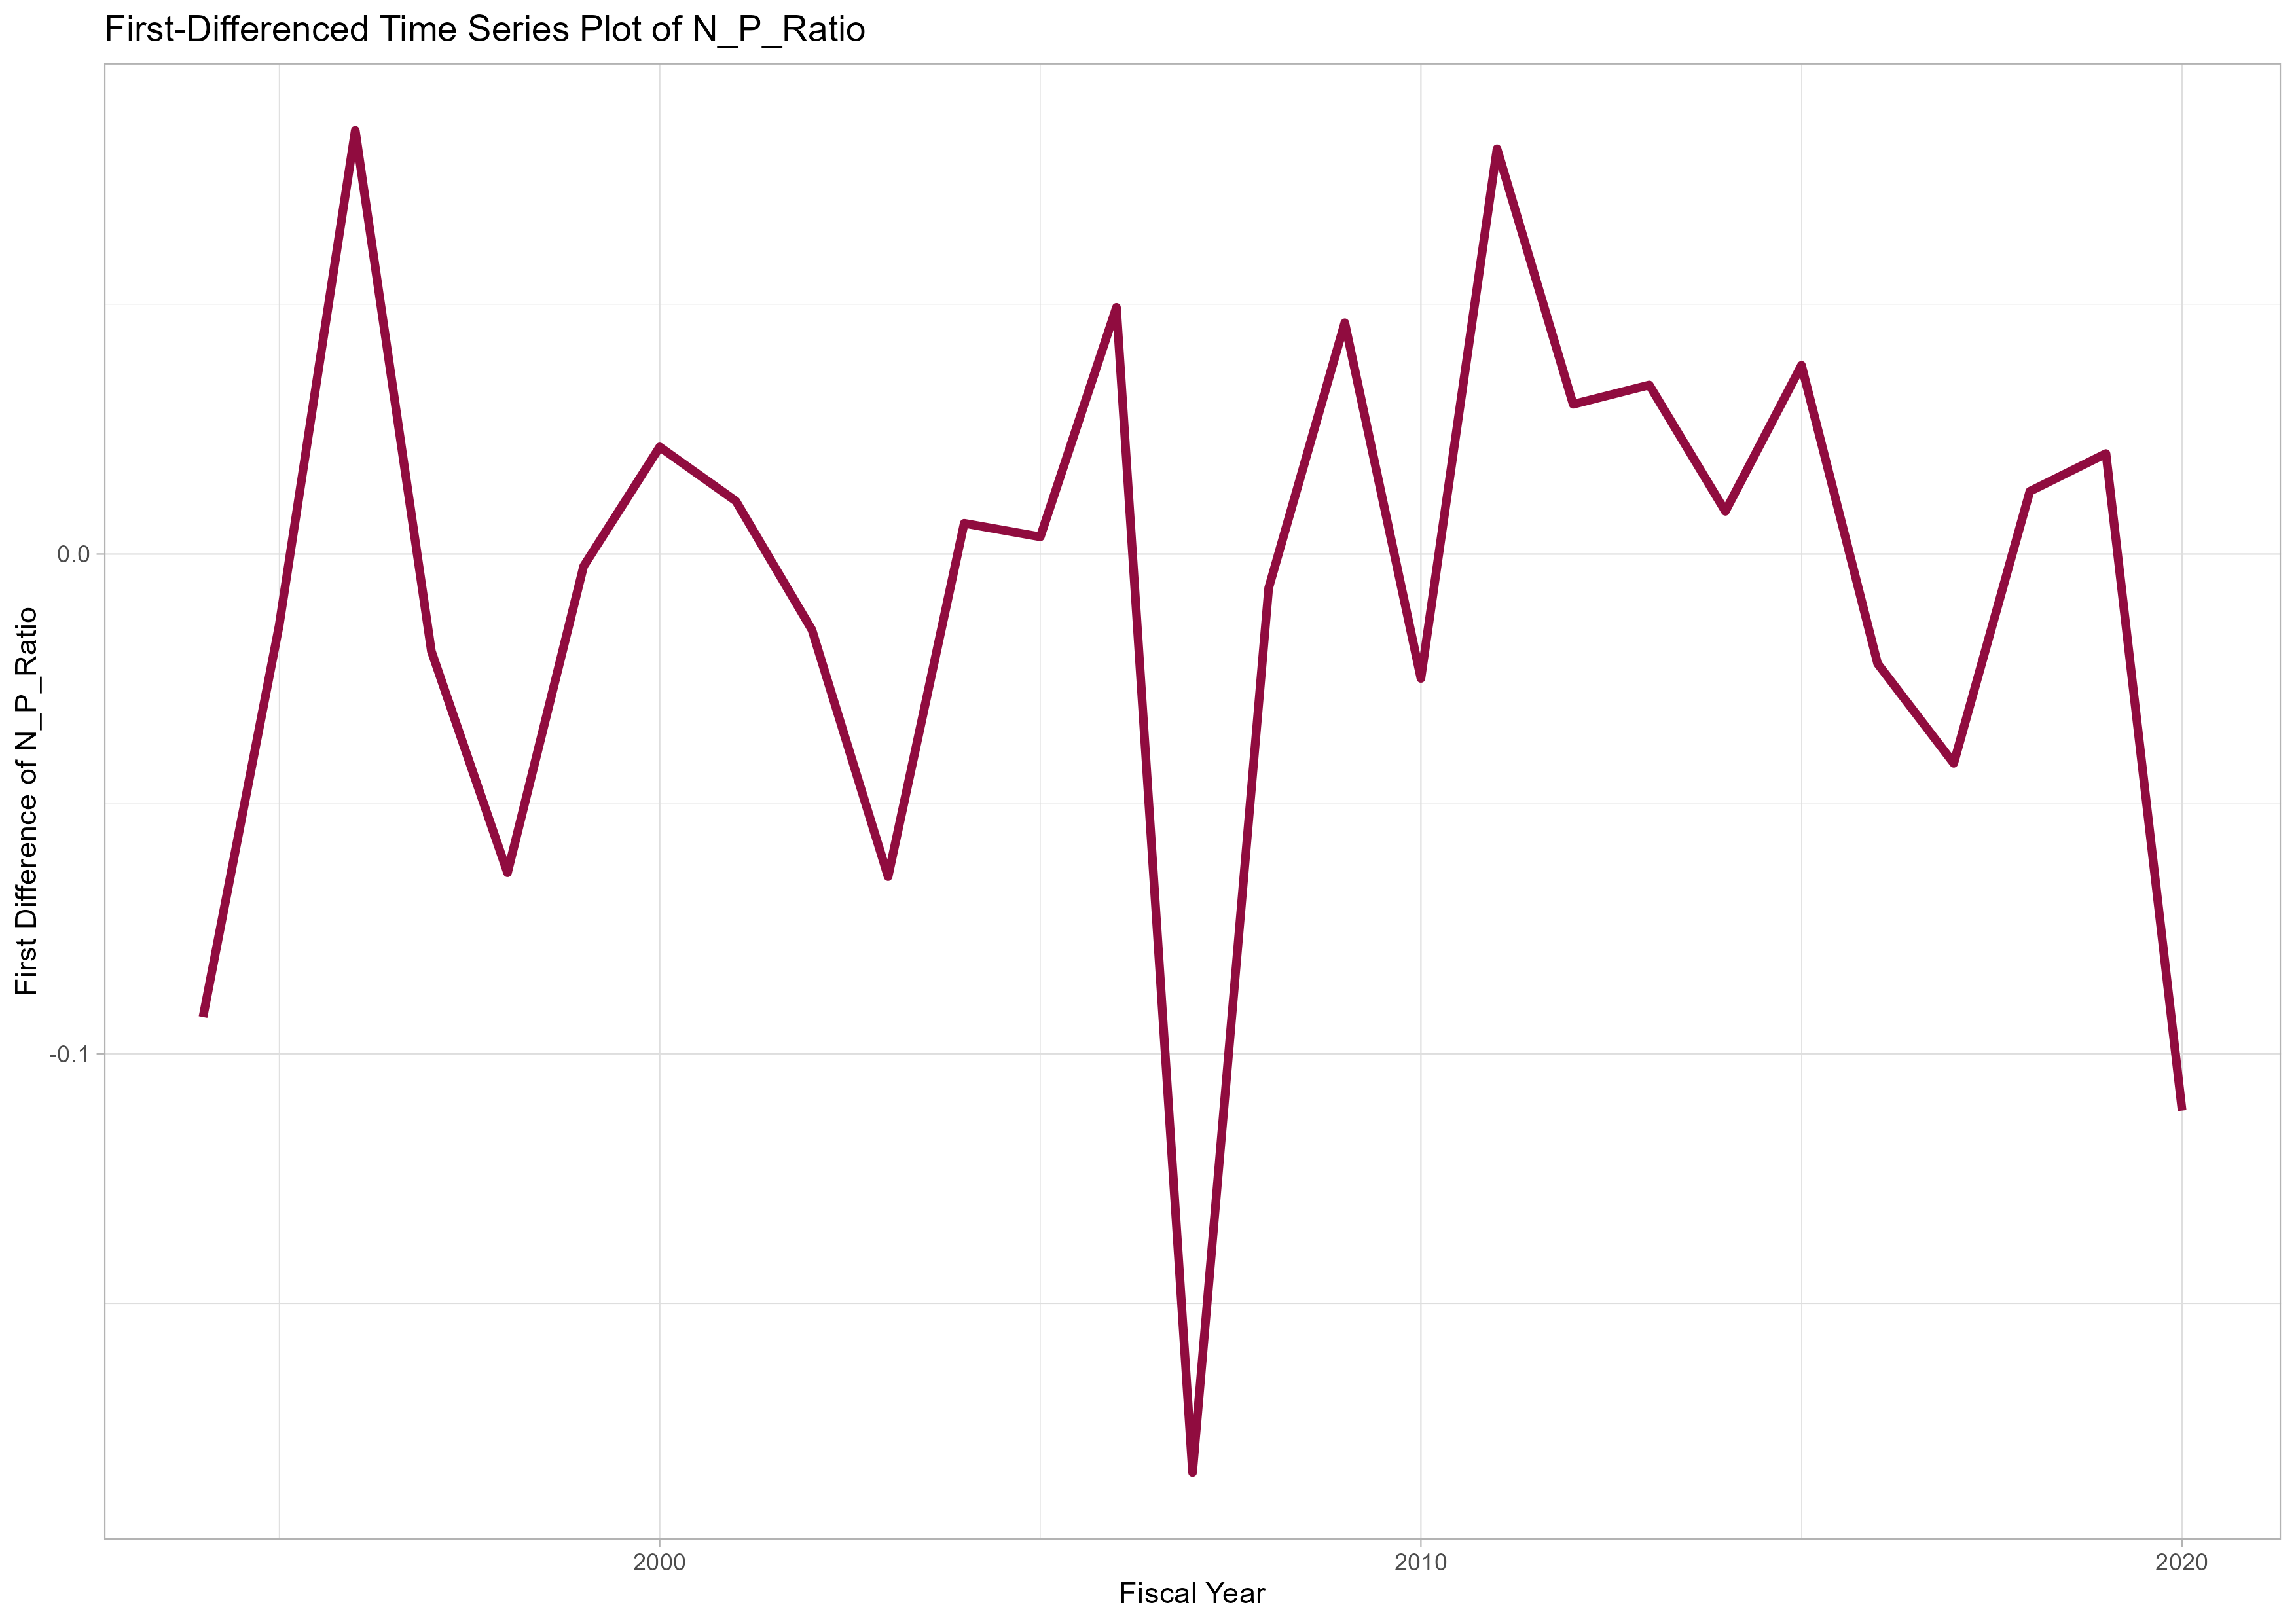 First-Differenced Time Series Plot of N_P_Ratio
First Difference of N_P_Ratio
0.0
-0.1
2000
2010
2020
Fiscal Year